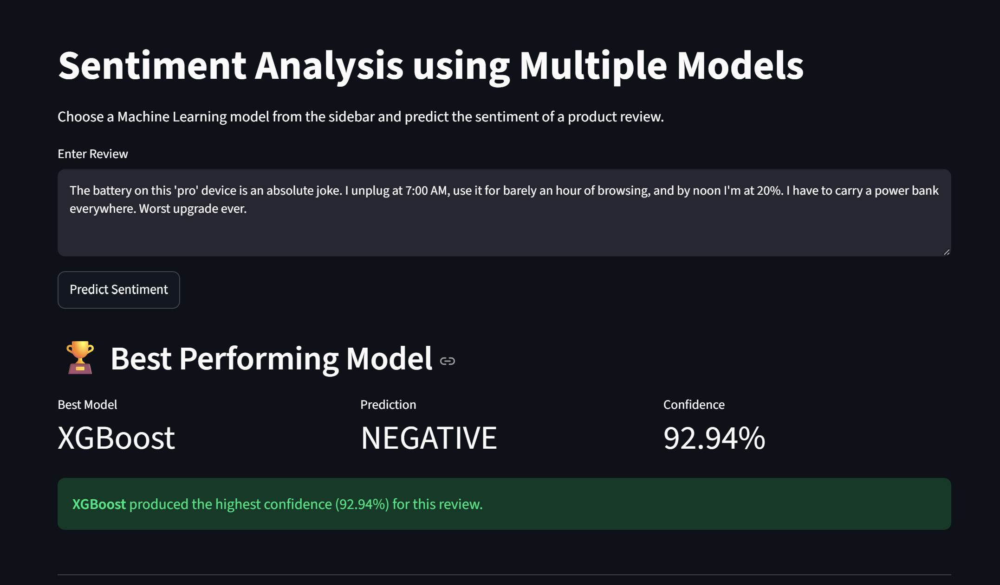 Sentiment Analysis using Multiple Models
Choose a Machine Learning model from the sidebar and predict the sentiment of a product review.
Enter Review
The battery on this 'pro' device is an absolute joke. I unplug at 7:00 AM, use it for barely an hour of browsing, and by noon I'm at 20%. I have to carry a power bank
everywhere. Worst upgrade ever.
Predict Sentiment
Best Performing Model
Best Model
Prediction
Confidence
XGBoost
NEGATIVE
92.94%
XGBoost produced the highest confidence (92.94%) for this review.